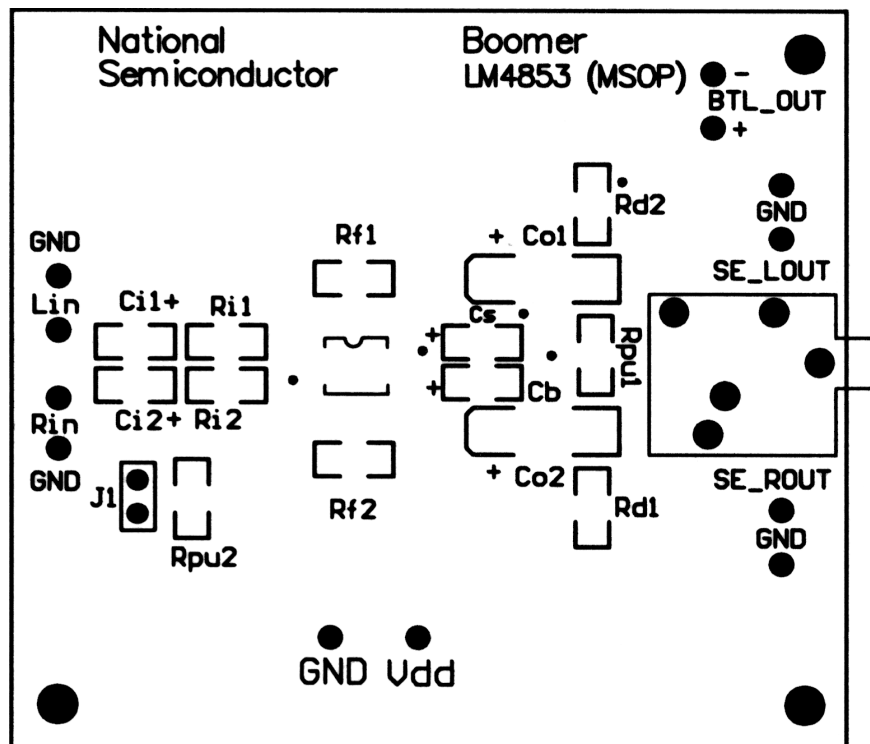 National
Semiconductor
Boomer
LM4853 (MSOP)
-
BTL_OUT
+
Rd2
GND
GND
Rf1
+ Co1
SE_LOUT
Lin
Ci1+
Ri1
Cs
+
Rpu1
+
Rin
Ci2+
Ri2
Cb
GND
J1
Rf2
+ Co2
SE_ROUT
Rd1
GND
Rpu2
GND
Vdd